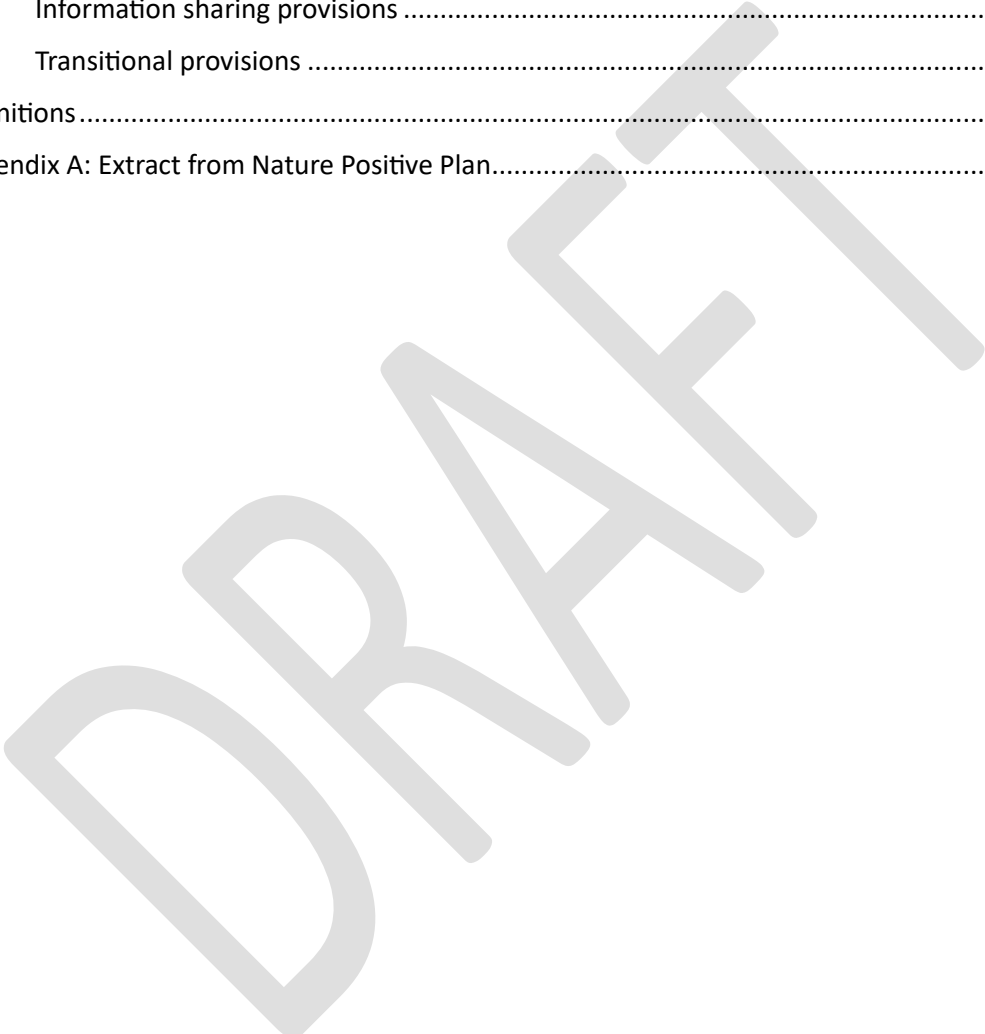 Information sharing provisions ................................................................................
Transitional provisions ............................................................................................
nitions ...........................................................................................................................
endix A: Extract from Nature Positive Plan ...................................................................
DRAFT